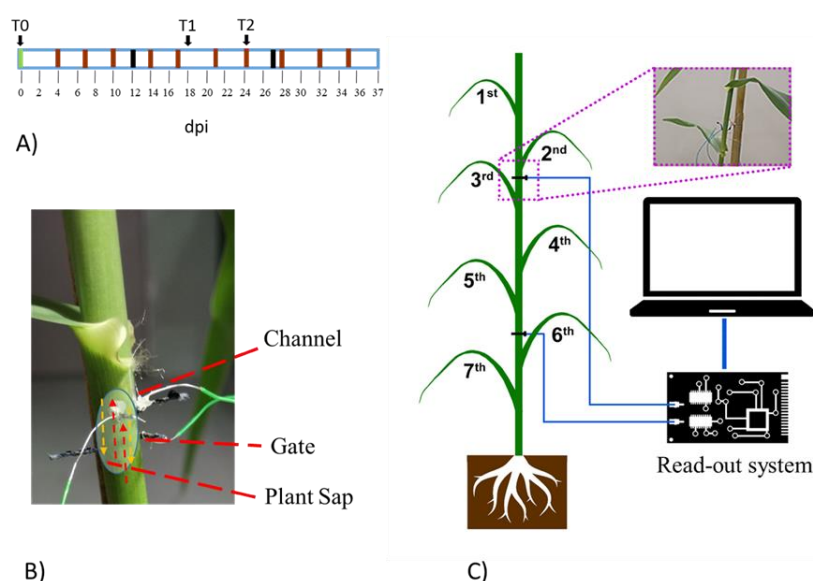 T0 T1 T2
0 2 4 6 8 10 12 14 16 18 20 22 24 26 28 30 32 34 36 37
dpi
A)
Channel
Gate
Plant Sap
B)
1st
2nd
3rd
4th
5th
6th
7th
Read-out system
C)